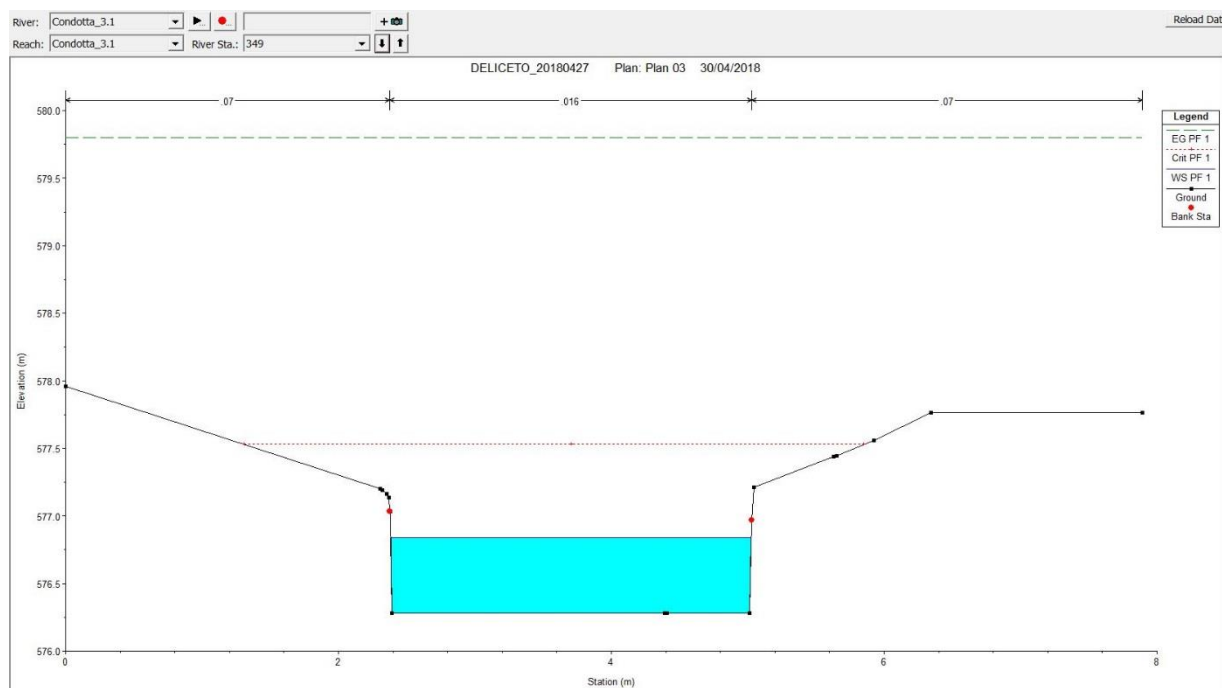 River: Condotta_3.1
Reload Dat
Reach: Condotta_3.1 River Sta.: 349
DELICETO_20180427 Plan: Plan 03 30/04/2018
.07 .016 .07
Legend
EG PF 1
Crit PF 1
WS PF 1
Ground
Bank Sta
Elevation (m)
580.0
579.5
579.0
578.5
578.0
577.5
577.0
576.5
576.0
0 2 4 6 8
Station (m)